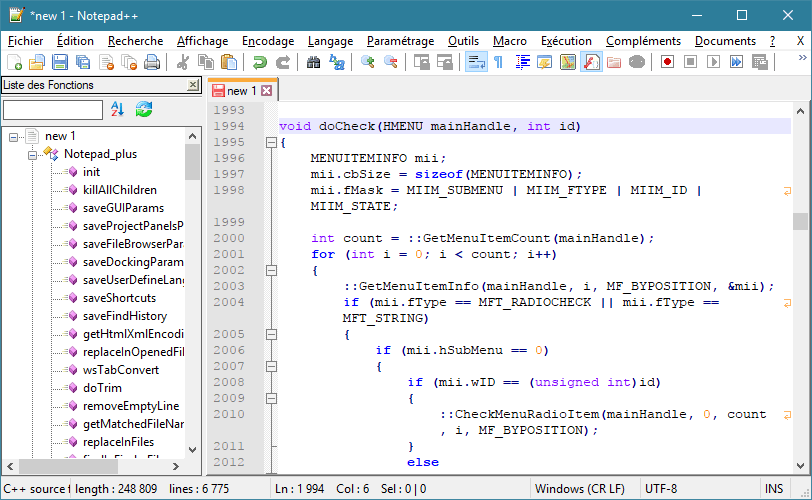 *new 1 - Notepad++
Fichier Édition Recherche Affichage Encodage Langage Paramétrage Outils Macro Exécution Compléments Documents ? X
Liste des Fonctions
new 1
Notepad_plus
init
killAllChildren
saveGUIParams
saveProjectPanelsP
saveFileBrowserPar
saveDockingParam
saveUserDefineLang
saveShortcuts
saveFindHistory
getHtmlXmlEncodi
replaceInOpenedFil
wsTabConvert
doTrim
removeEmptyLine
getMatchedFileNar
replaceInFiles
new 1
1993
1994 void doCheck(HMENU mainHandle, int id)
1995 {
1996 MENUITEMINFO mii;
1997 mii.cbSize = sizeof(MENUITEMINFO);
1998 mii.fMask = MIIM_SUBMENU | MIIM_FTYPE | MIIM_ID |
MIIM_STATE;
1999
2000 int count = ::GetMenuItemCount(mainHandle);
2001 for (int i = 0; i < count; i++)
2002 {
2003 ::GetMenuItemInfo(mainHandle, i, MF_BYPOSITION, &mii);
2004 if (mii.fType == MFT_RADIOCHECK || mii.fType ==
MFT_STRING)
2005 {
2006 if (mii.hSubMenu == 0)
2007 {
2008 if (mii.wID == (unsigned int)id)
2009 {
2010 ::CheckMenuRadioItem(mainHandle, 0, count
, i, MF_BYPOSITION);
2011 }
2012 else
C++ source f length : 248 809 lines : 6 775 Ln : 1 994 Col : 6 Sel : 0 | 0 Windows (CR LF) UTF-8 INS